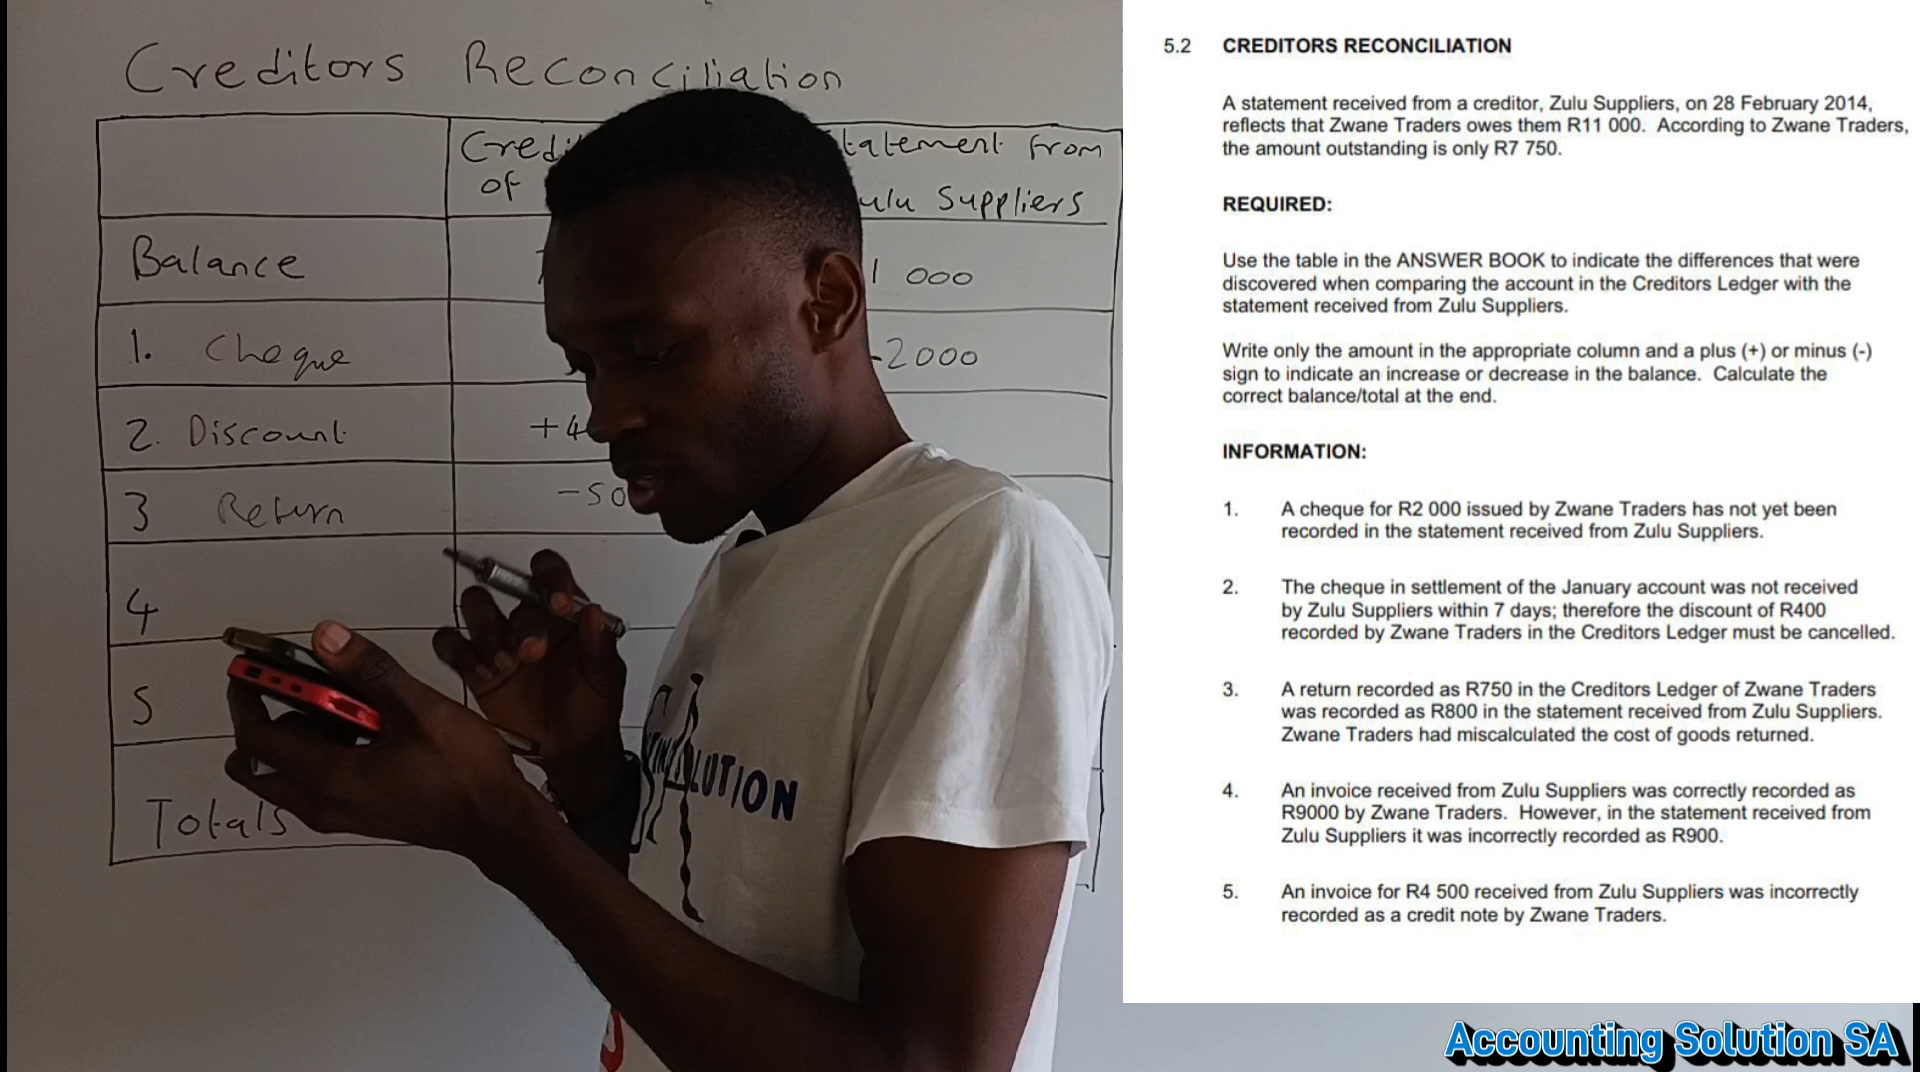 Creditors Reconciliation
of
tatement from
ulu Suppliers
Balance
1 000
1. Cheque
-2000
2. Discount
+4
3 Return
-50
4
5
Totals
LUTION
5.2 CREDITORS RECONCILIATION
A statement received from a creditor, Zulu Suppliers, on 28 February 2014,
reflects that Zwane Traders owes them R11 000. According to Zwane Traders,
the amount outstanding is only R7 750.
REQUIRED:
Use the table in the ANSWER BOOK to indicate the differences that were
discovered when comparing the account in the Creditors Ledger with the
statement received from Zulu Suppliers.
Write only the amount in the appropriate column and a plus (+) or minus (-)
sign to indicate an increase or decrease in the balance. Calculate the
correct balance/total at the end.
INFORMATION:
1. A cheque for R2 000 issued by Zwane Traders has not yet been
recorded in the statement received from Zulu Suppliers.
2. The cheque in settlement of the January account was not received
by Zulu Suppliers within 7 days; therefore the discount of R400
recorded by Zwane Traders in the Creditors Ledger must be cancelled.
3. A return recorded as R750 in the Creditors Ledger of Zwane Traders
was recorded as R800 in the statement received from Zulu Suppliers.
Zwane Traders had miscalculated the cost of goods returned.
4. An invoice received from Zulu Suppliers was correctly recorded as
R9000 by Zwane Traders. However, in the statement received from
Zulu Suppliers it was incorrectly recorded as R900.
5. An invoice for R4 500 received from Zulu Suppliers was incorrectly
recorded as a credit note by Zwane Traders.
Accounting Solution SA